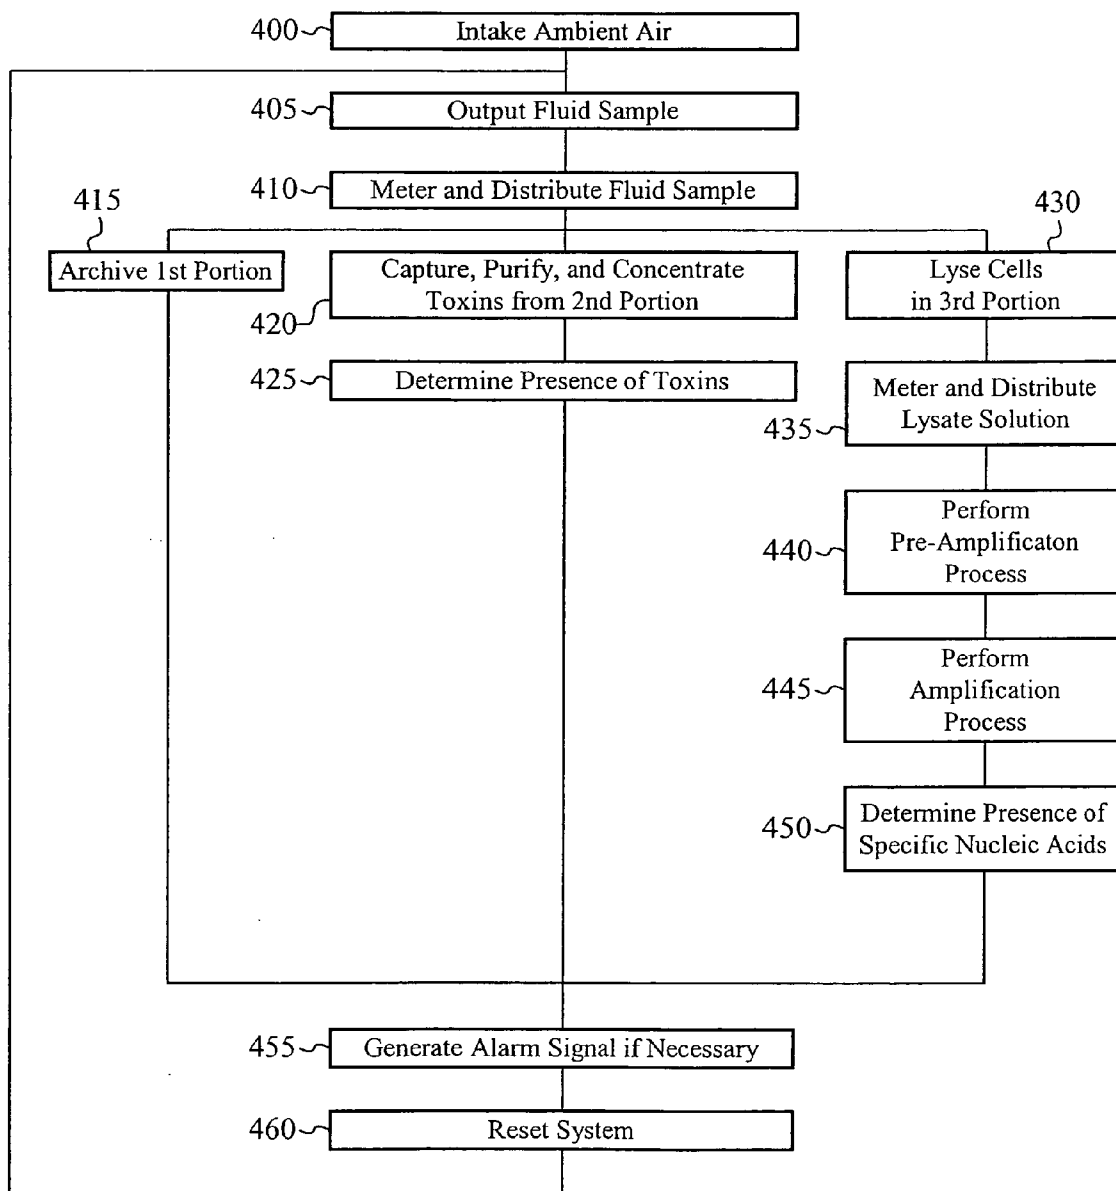 400
Intake Ambient Air
405
Output Fluid Sample
410
Meter and Distribute Fluid Sample
415
Archive 1st Portion
420
Capture, Purify, and Concentrate
Toxins from 2nd Portion
425
Determine Presence of Toxins
430
Lyse Cells
in 3rd Portion
435
Meter and Distribute
Lysate Solution
440
Perform
Pre-Amplificaton
Process
445
Perform
Amplification
Process
450
Determine Presence of
Specific Nucleic Acids
455
Generate Alarm Signal if Necessary
460
Reset System